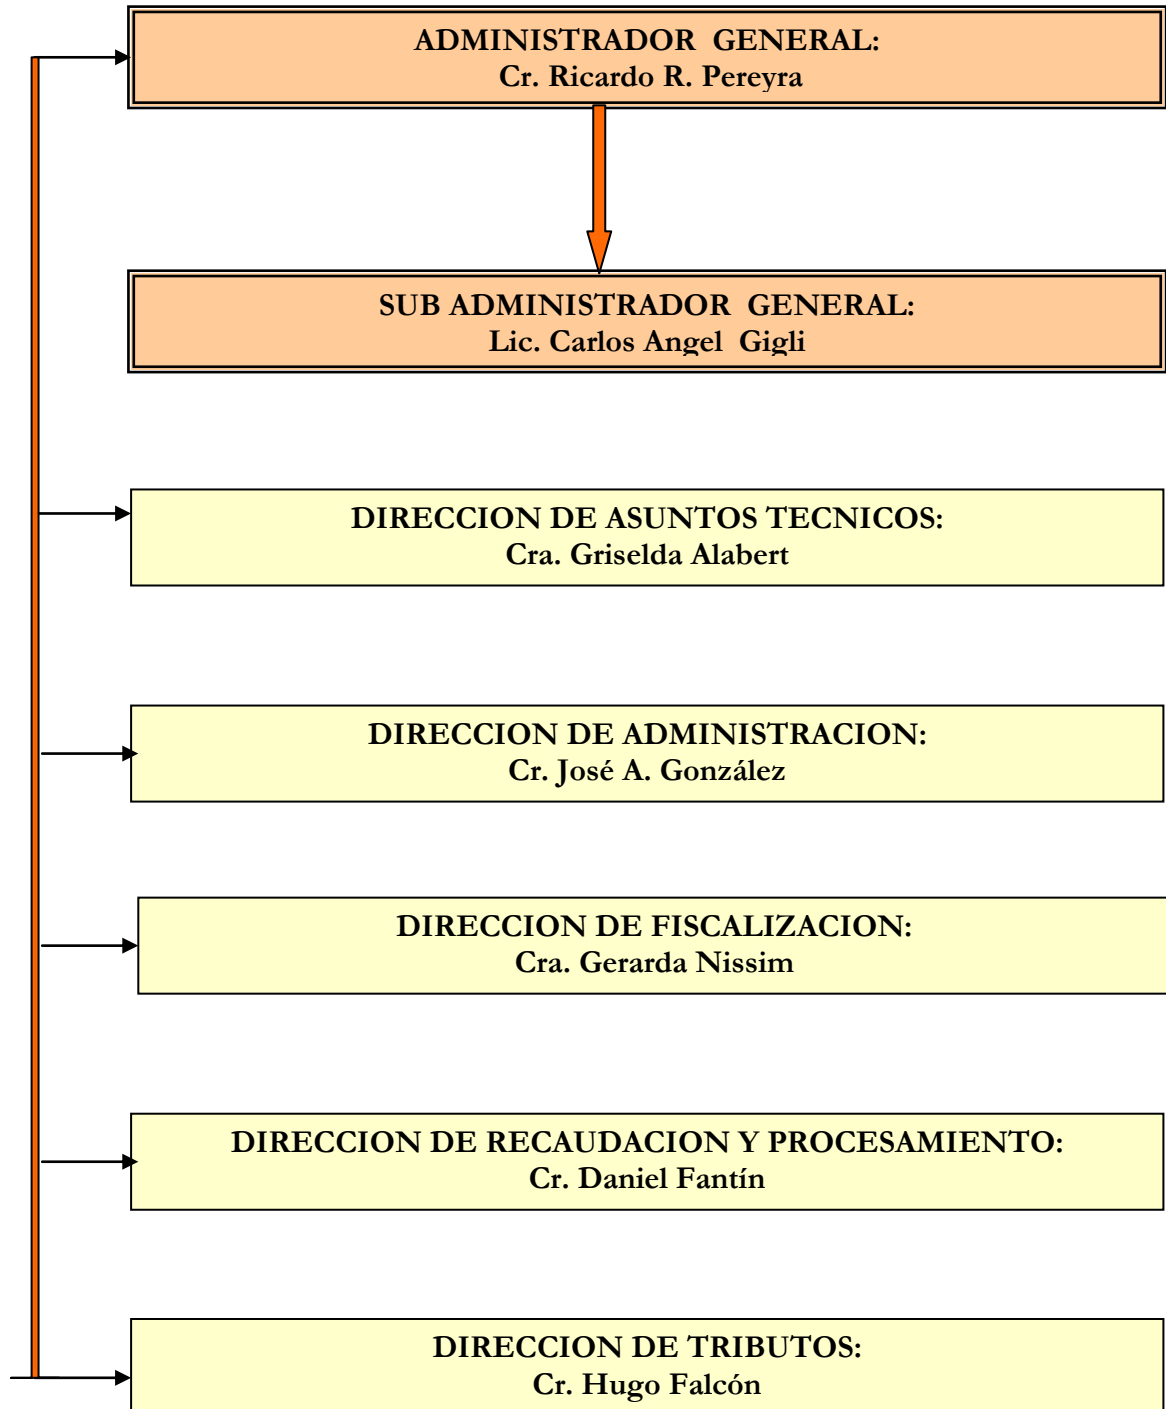 ADMINISTRADOR GENERAL:
Cr. Ricardo R. Pereyra
SUB ADMINISTRADOR GENERAL:
Lic. Carlos Angel Gigli
DIRECCION DE ASUNTOS TECNICOS:
Cra. Griselda Alabert
DIRECCION DE ADMINISTRACION:
Cr. José A. González
DIRECCION DE FISCALIZACION:
Cra. Gerarda Nissim
DIRECCION DE RECAUDACION Y PROCESAMIENTO:
Cr. Daniel Fantín
DIRECCION DE TRIBUTOS:
Cr. Hugo Falcón